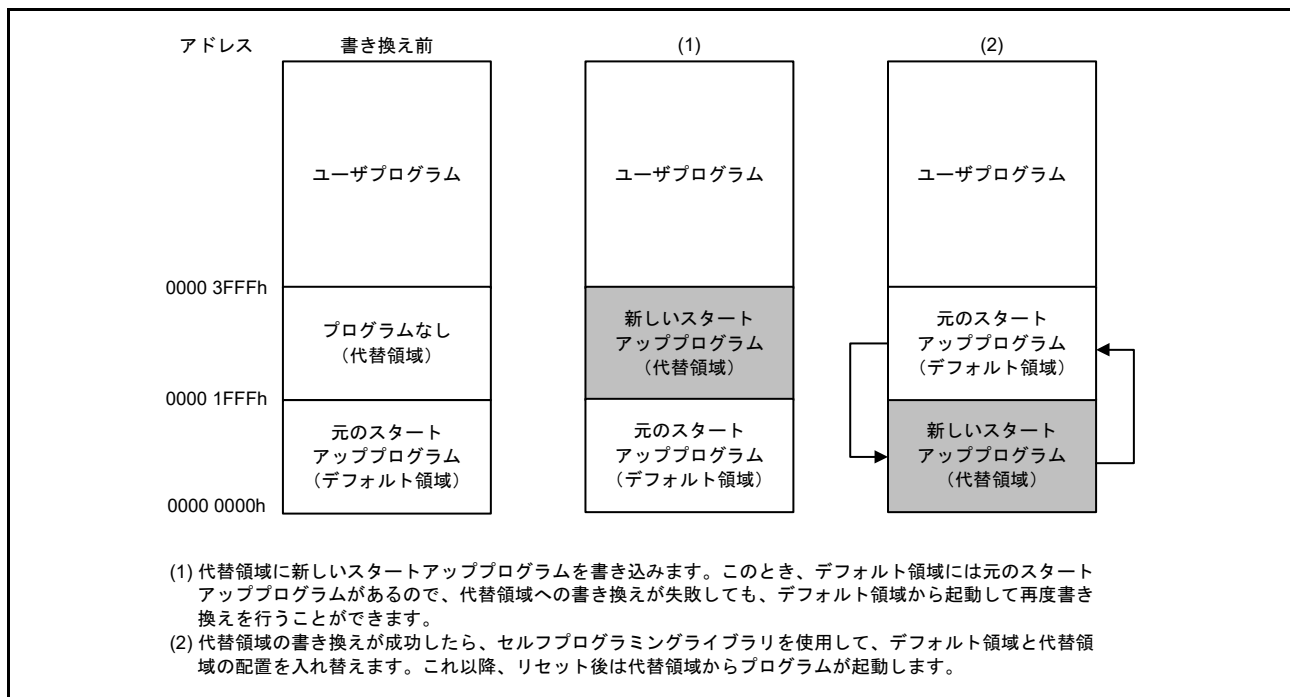 アドレス 書き換え前 (1) (2)
ユーザプログラム ユーザプログラム ユーザプログラム
0000 3FFFh
プログラムなし
(代替領域)
新しいスタート
アッププログラム
(代替領域)
元のスタート
アッププログラム
(デフォルト領域)
0000 1FFFh
元のスタート
アッププログラム
(デフォルト領域)
元のスタート
アッププログラム
(デフォルト領域)
新しいスタート
アッププログラム
(代替領域)
0000 0000h
(1) 代替領域に新しいスタートアッププログラムを書き込みます。このとき、デフォルト領域には元のスタート
アッププログラムがあるので、代替領域への書き換えが失敗しても、デフォルト領域から起動して再度書き
換えを行うことができます。
(2) 代替領域の書き換えが成功したら、セルフプログラミングライブラリを使用して、デフォルト領域と代替領
域の配置を入れ替えます。これ以降、リセット後は代替領域からプログラムが起動します。